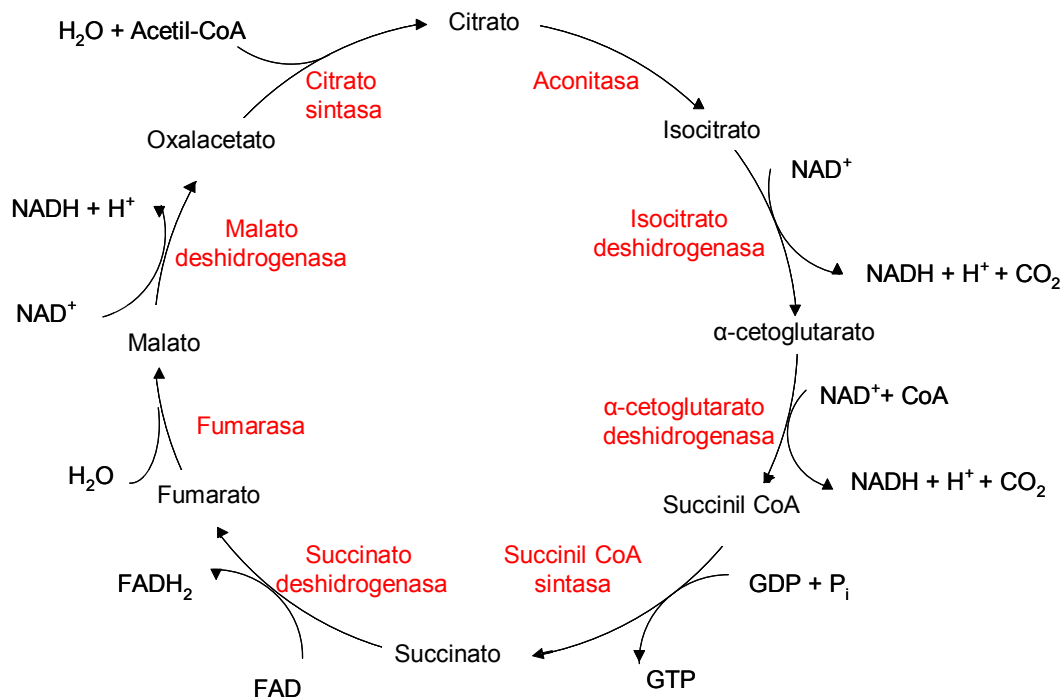 H₂O + Acetil-CoA
Citrato
Citrato
sintasa
Aconitasa
Oxalacetato
Isocitrato
NAD⁺
NADH + H⁺
Malato
deshidrogenasa
Isocitrato
deshidrogenasa
NADH + H⁺ + CO₂
NAD⁺
Malato
α-cetoglutarato
NAD⁺+ CoA
α-cetoglutarato
deshidrogenasa
Fumarasa
H₂O
Fumarato
NADH + H⁺ + CO₂
Succinil CoA
Succinato
deshidrogenasa
Succinil CoA
sintasa
FADH₂
GDP + Pᵢ
Succinato
FAD
GTP